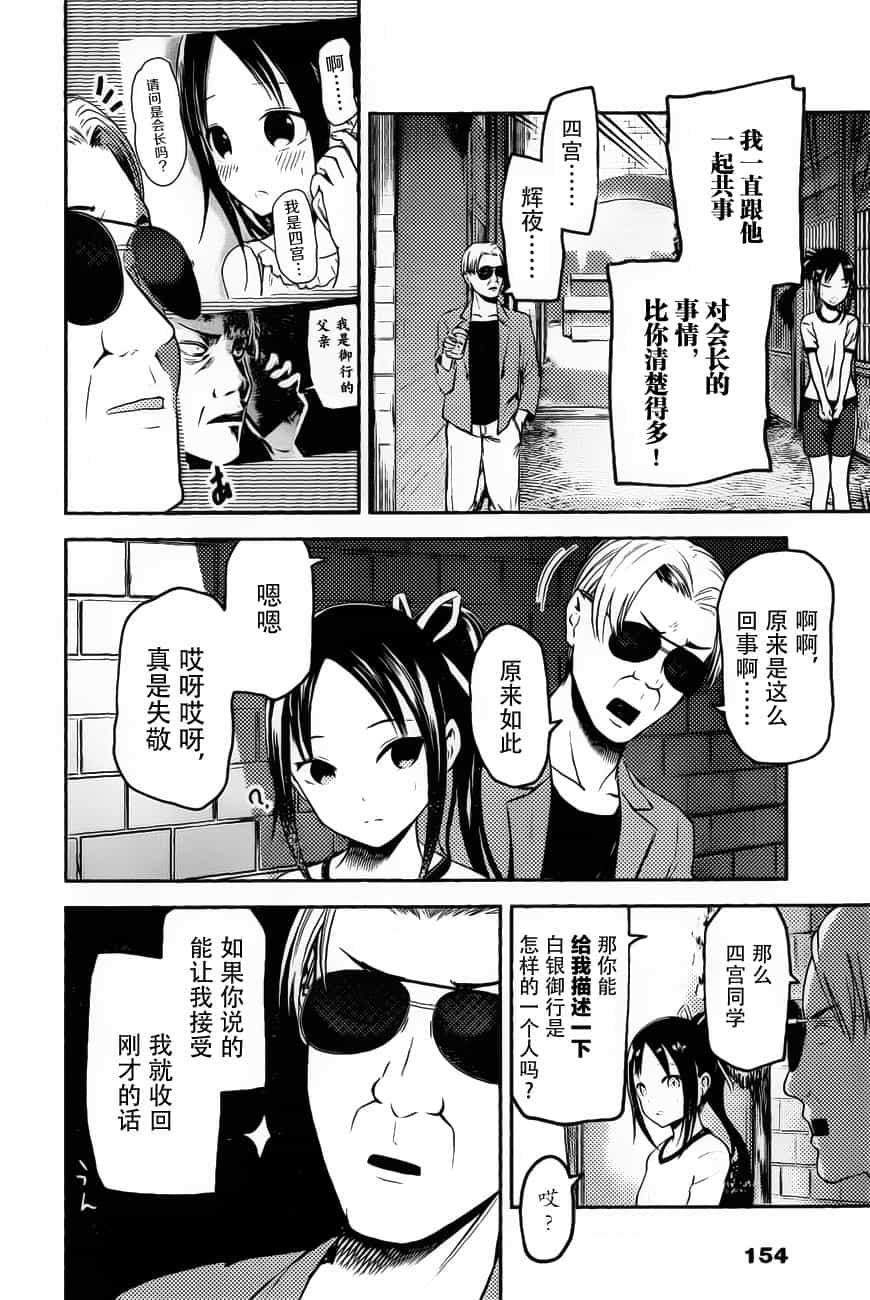 我一直跟他
一起共事
对会长的
事情，
比你清楚得多！
四宫……
辉夜……
啊……
请问是会长吗？
我是四宫…
我是御行的
父亲
あ
啊啊，
原来是这么
回事啊……
原来如此
嗯嗯
哎呀哎呀，
真是失敬
?
那么
四宫同学
那你能
给我描述一下
白银御行是
怎样的一个人吗？
哎？
如果你说的
能让我接受
我就收回
刚才的话
うん
154